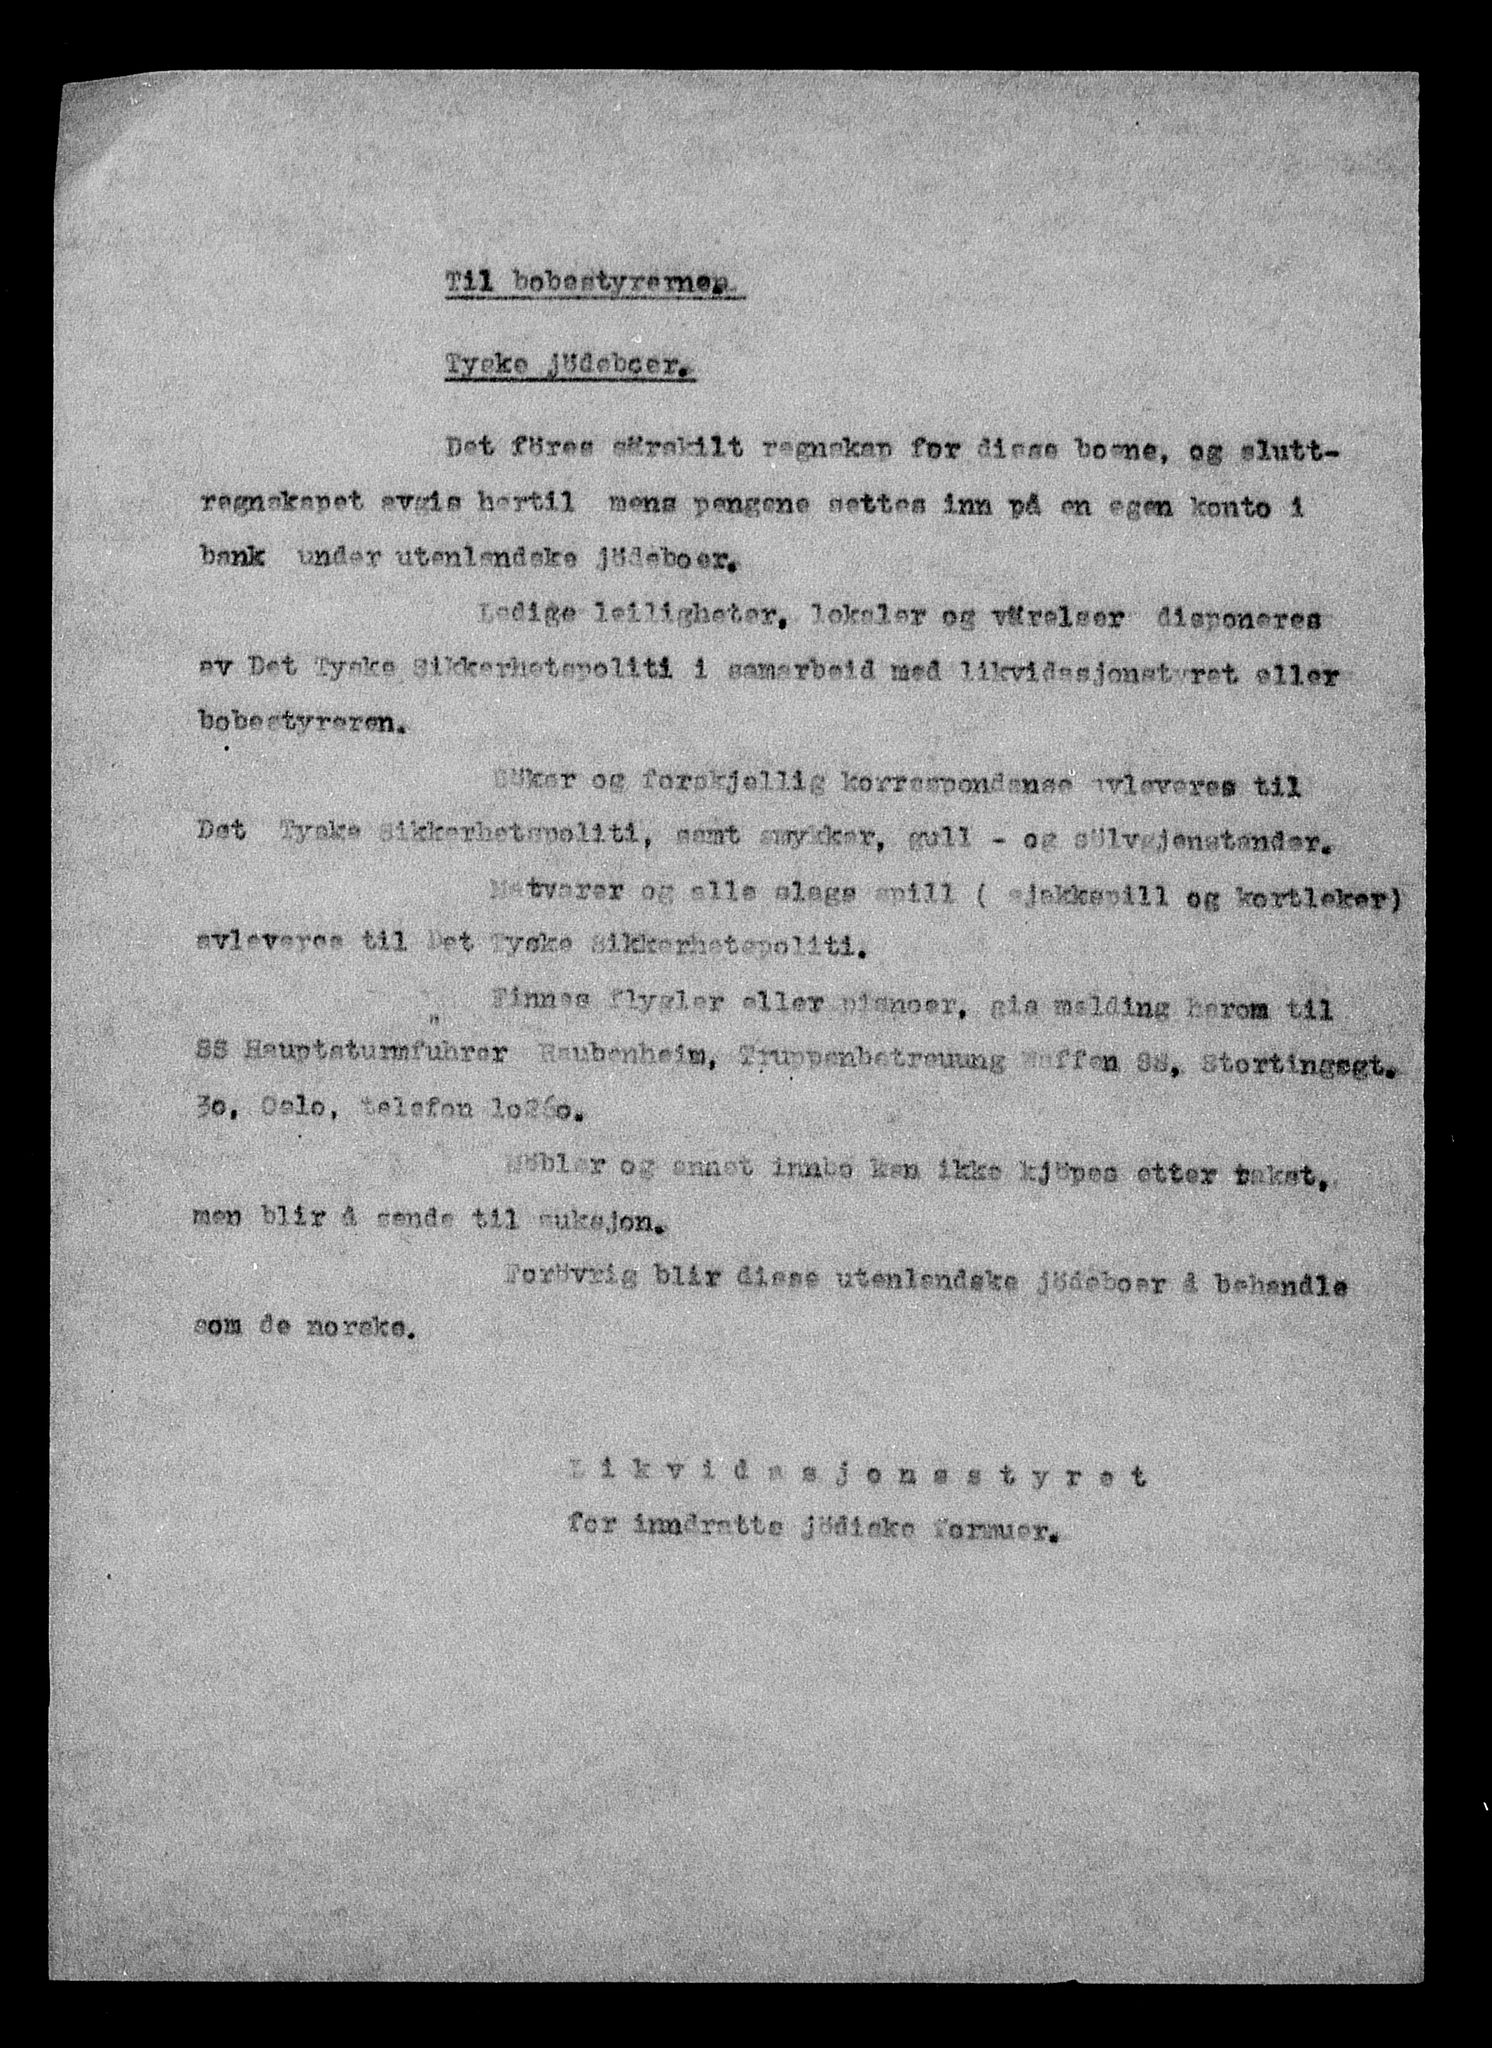 Til bobestyrerne.
Tyske jödeboer.
Det föres särskilt regnskap for disse boene, og slutt-
regnskapet avgis hertil mens pengene settes inn på en egen konto i
bank under utenlandske jödeboer.
Ledige leiligheter, lokaler og värelser disponeres
av Det Tyske Sikkerhetspoliti i samarbeid med likvidasjonstyret eller
bobestyreren.
Böker og forskjellig korrespondanse avleveres til
Det Tyske Sikkerhetspoliti, samt smykker, gull - og sölvgjenstander.
Matvarer og alle slags spill ( sjakkspill og kortleker)
avleveres til Det Tyske Sikkerhetspoliti.
Finnes flygler eller pianoer, gis melding herom til
SS Hauptsturmfuhrer Raubenheim, Truppenbetreuung Waffen SS, Stortingsgt.
30, Oslo, telefon
Möbler og annet innbo kan ikke kjöpes etter takst,
men blir å sende til auksjon.
Forövrig blir disse utenlandske jödeboer å behandle
som de norske.
L i k v i d a s j o n s s t y r e t
for inndratte jödiske formuer.